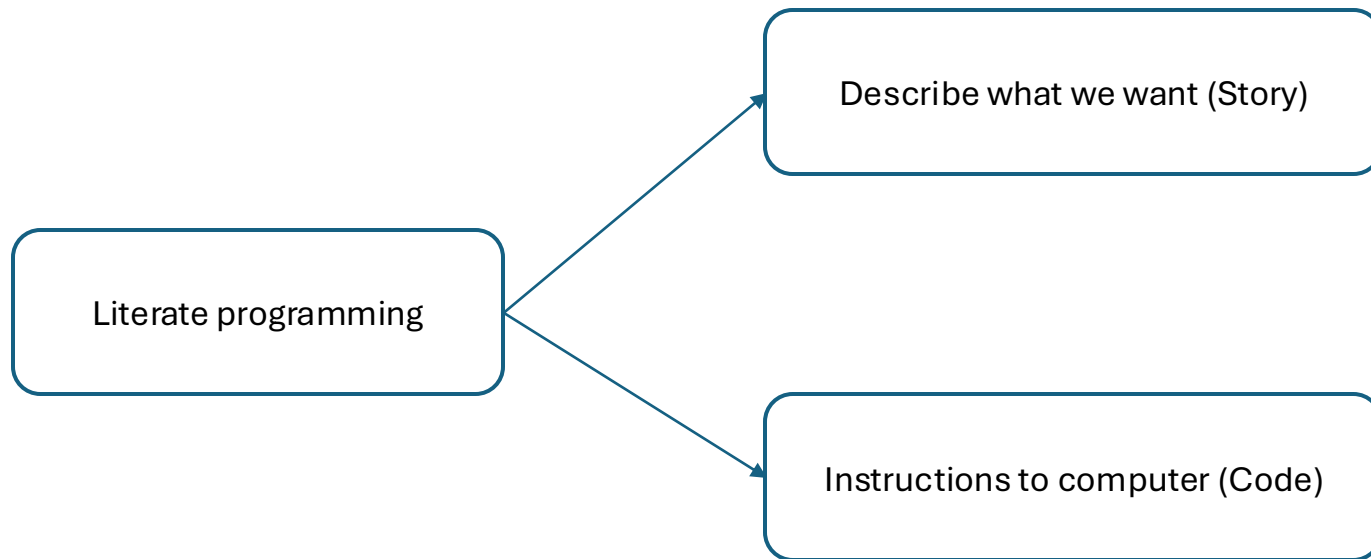 Describe what we want (Story)
Literate programming
Instructions to computer (Code)